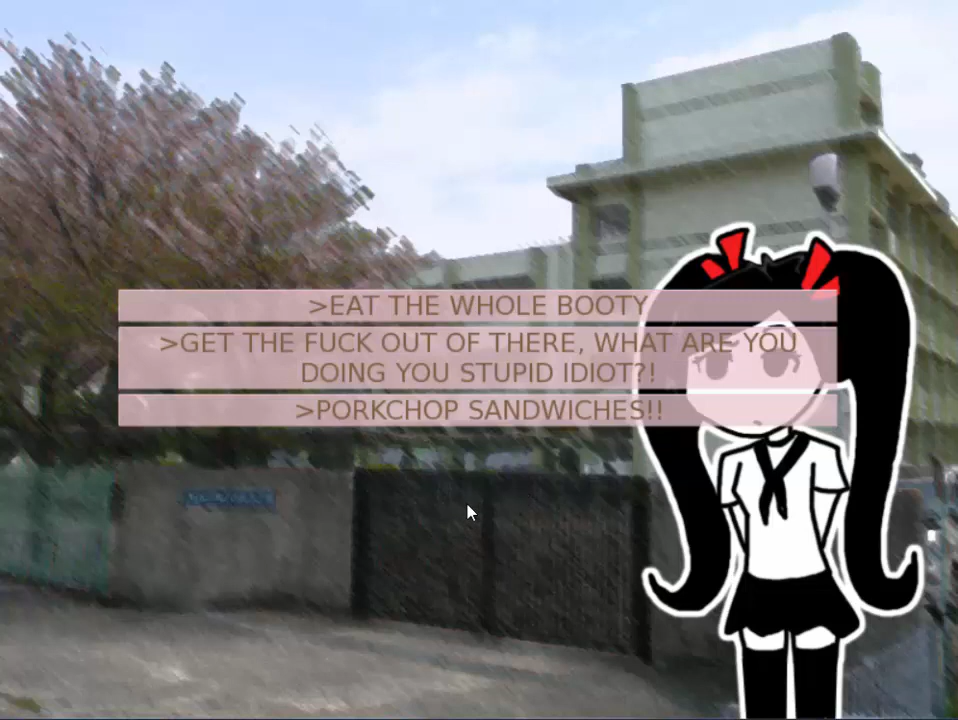 >EAT THE WHOLE BOOTY
>GET THE FUCK OUT OF THERE, WHAT ARE YOU
DOING YOU STUPID IDIOT?!
>PORKCHOP SANDWICHES!!